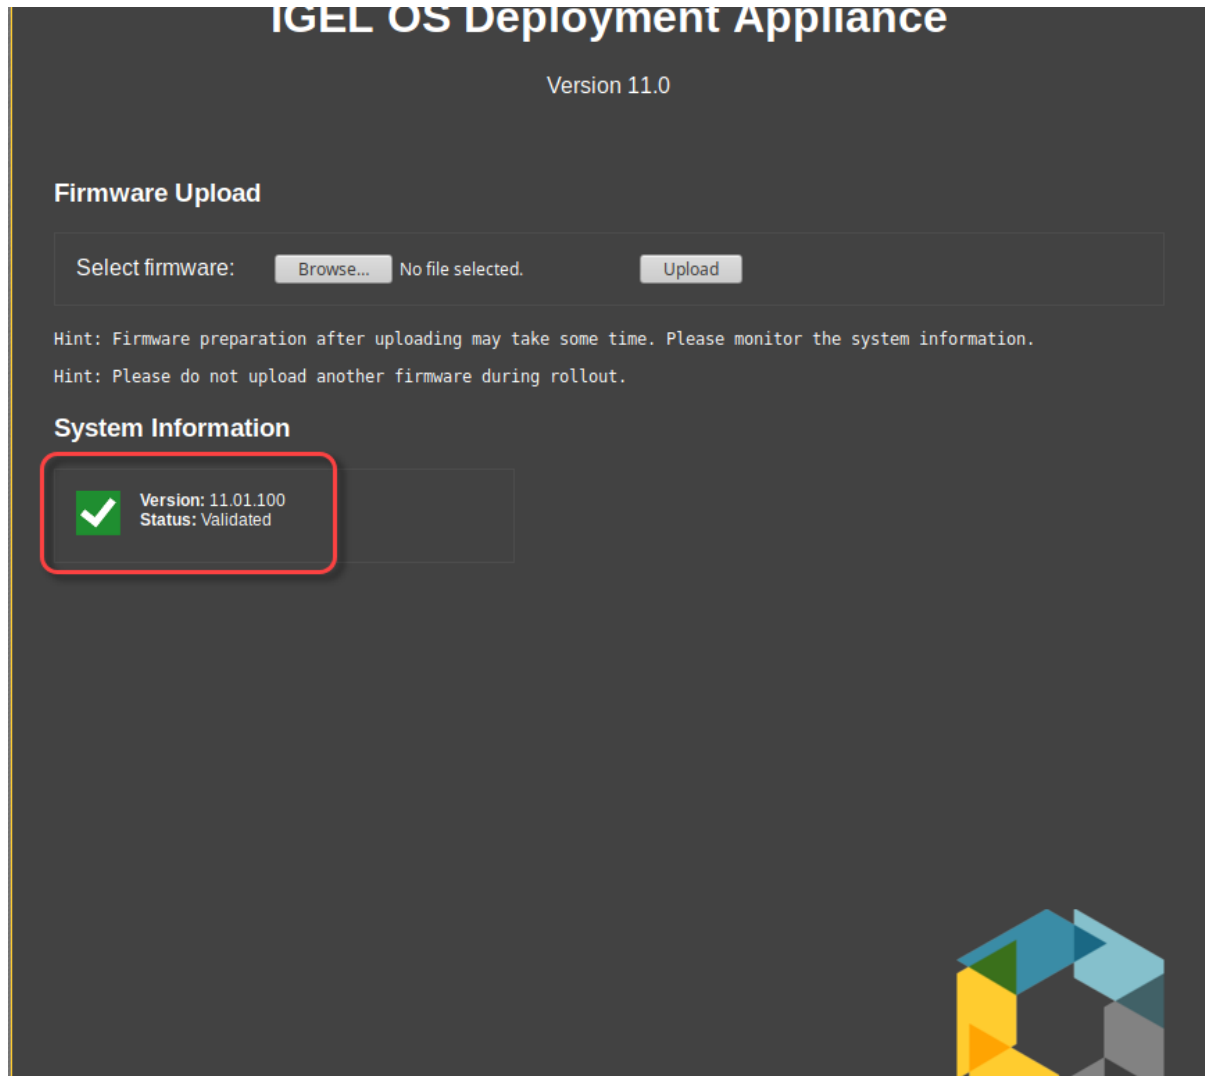 IGEL OS Deployment Appliance
Version 11.0
Firmware Upload
Select firmware: Browse... No file selected. Upload
Hint: Firmware preparation after uploading may take some time. Please monitor the system information.
Hint: Please do not upload another firmware during rollout.
System Information
Version: 11.01.100
Status: Validated